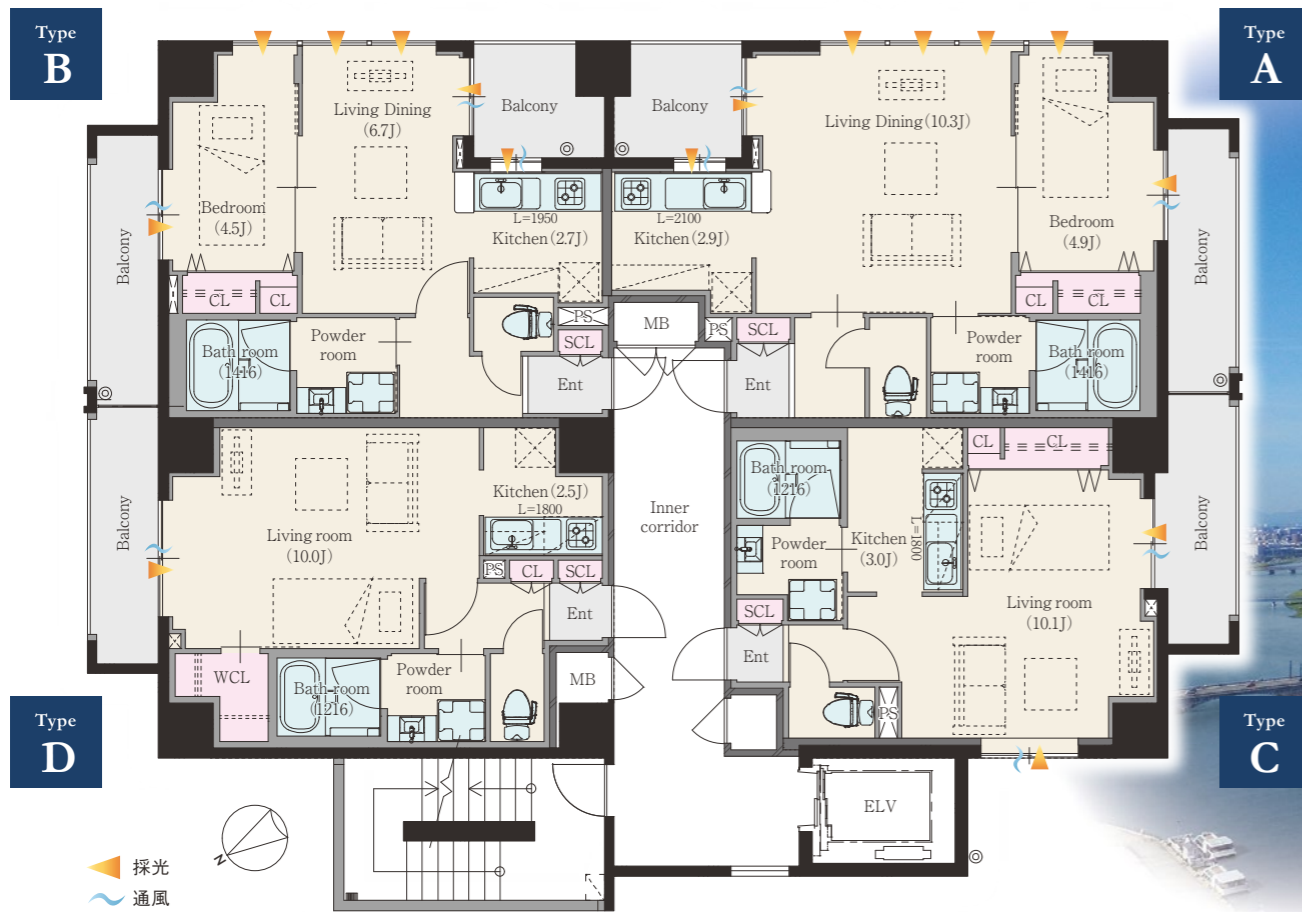 Type
B
Type
A
Balcony
Bedroom
(4.5J)
Living Dining
(6.7J)
Balcony
L=1950
Kitchen(2.7J)
CL
CL
Bath room
(1416)
Powder
room
PS
SCL
Ent
MB
Balcony
L=2100
Kitchen(2.9J)
Living Dining(10.3J)
Bedroom
(4.9J)
Balcony
PS
SCL
Ent
CL
CL
Powder
room
Bath room
(1416)
Inner
corridor
Balcony
Living room
(10.0J)
Kitchen(2.5J)
L=1800
PS
CL
SCL
Ent
WCL
Bath room
(1216)
Powder
room
MB
Bath room
(1216)
Powder
room
Kitchen
(3.0J)
L=1800
CL
CL
Balcony
SCL
Ent
Living room
(10.1J)
PS
Type
D
Type
C
ELV
N
採光
通風